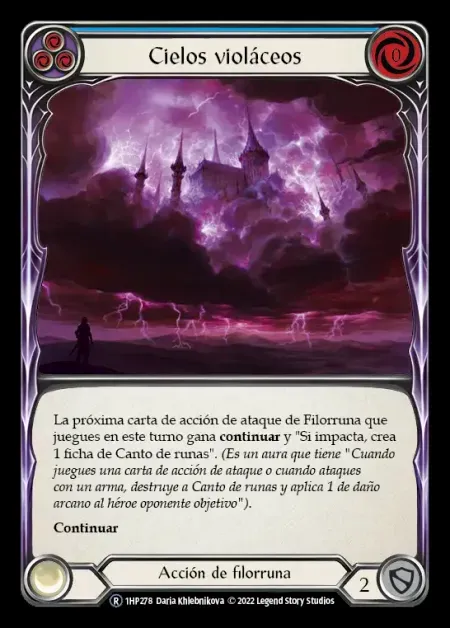 Cielos violáceos
0
La próxima carta de acción de ataque de Filorruna que
juegues en este turno gana continuar y "Si impacta, crea
1 ficha de Canto de runas". (Es un aura que tiene "Cuando
juegues una carta de acción de ataque o cuando ataques
con un arma, destruye a Canto de runas y aplica 1 de daño
arcano al héroe oponente objetivo").
Continuar
Acción de filorruna
2
R 1HP278 Daria Khlebnikova © 2022 Legend Story Studios